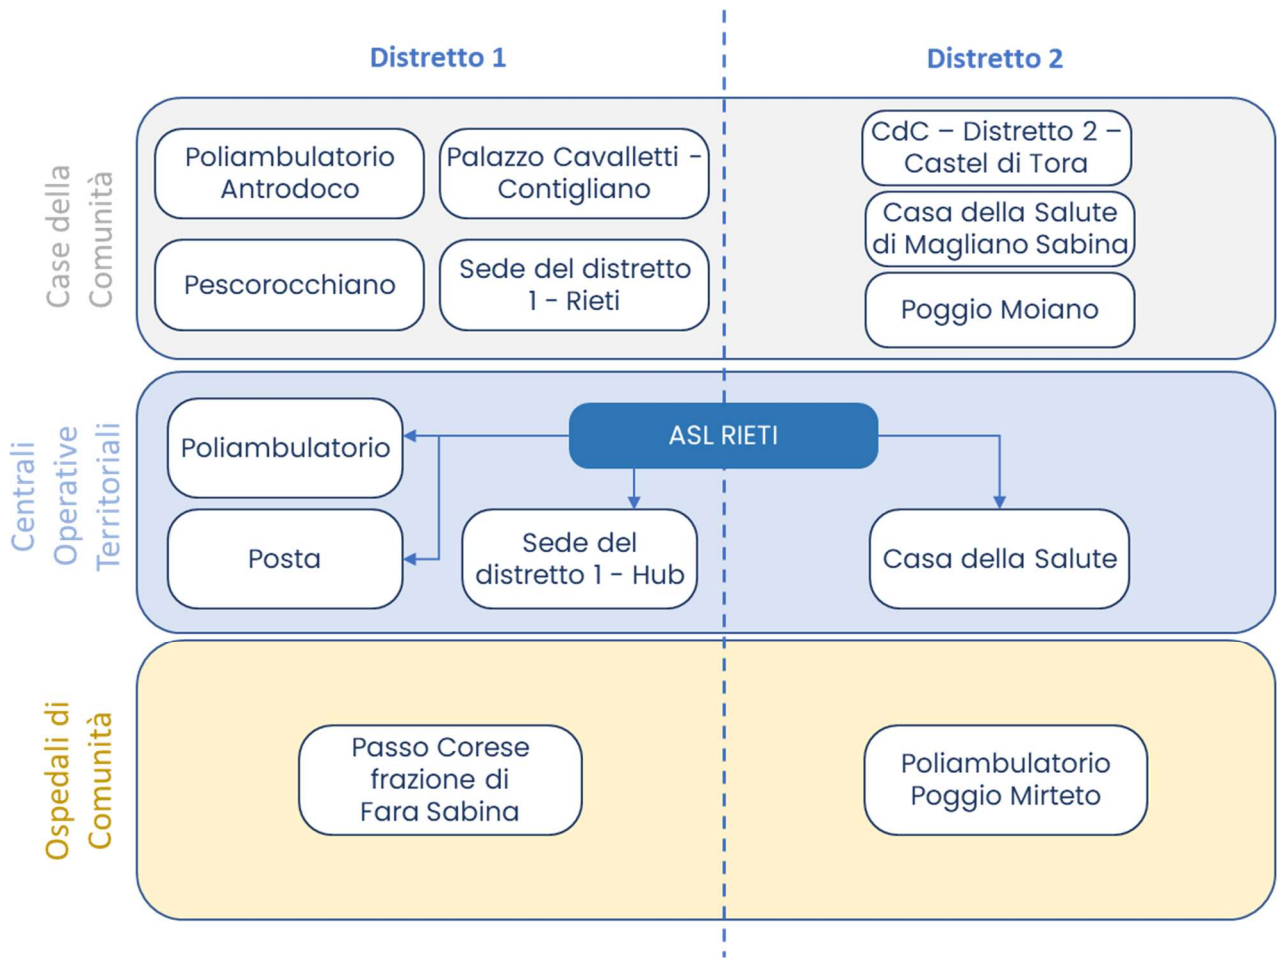 Distretto 1
Distretto 2
Case della
Comunità
Poliambulatorio
Antrodoco
Palazzo Cavalletti -
Contigliano
Pescorocchiano
Sede del distretto
1 - Rieti
CdC – Distretto 2 –
Castel di Tora
Casa della Salute
di Magliano Sabina
Poggio Moiano
Centrali
Operative
Territoriali
ASL RIETI
Poliambulatorio
Posta
Sede del
distretto 1 - Hub
Casa della Salute
Ospedali di
Comunità
Passo Corese
frazione di
Fara Sabina
Poliambulatorio
Poggio Mirteto